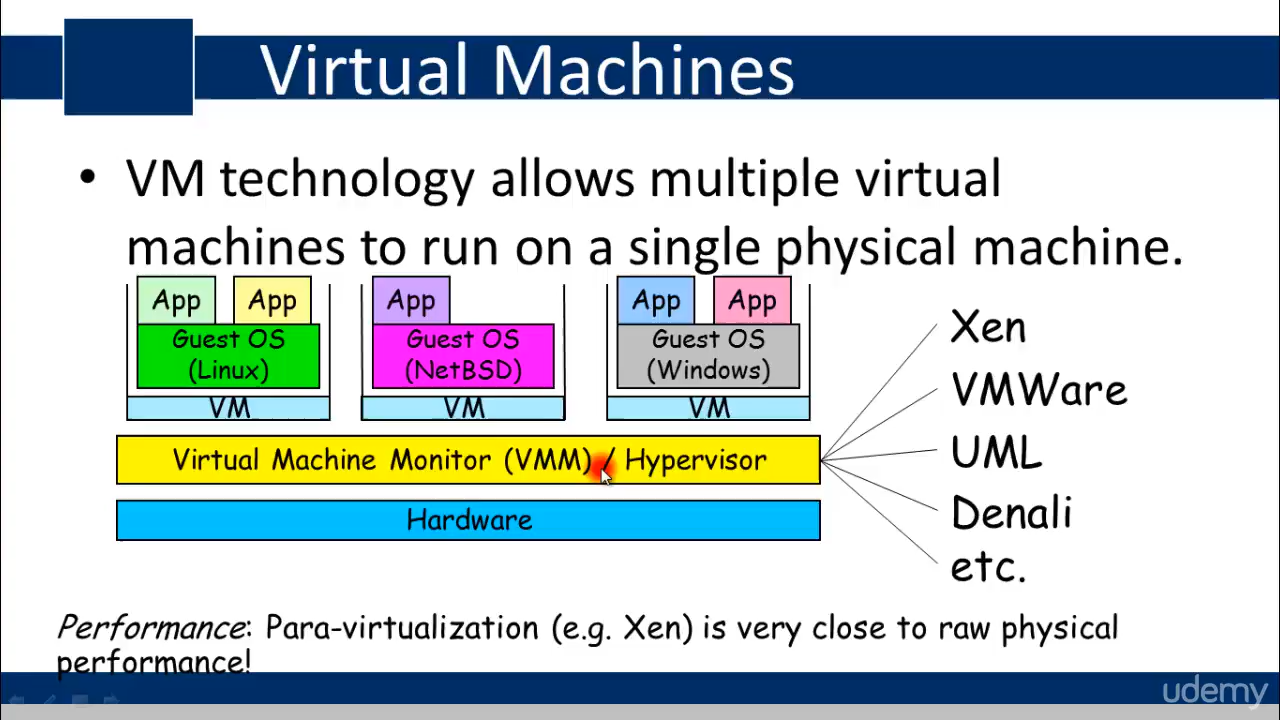 Virtual Machines
• VM technology allows multiple virtual
machines to run on a single physical machine.
App App App App App
Guest OS Guest OS Guest OS
(Linux) (NetBSD) (Windows)
VM VM VM
Virtual Machine Monitor (VMM) / Hypervisor
Hardware
Xen
VMWare
UML
Denali
etc.
Performance: Para-virtualization (e.g. Xen) is very close to raw physical
performance!
udemy